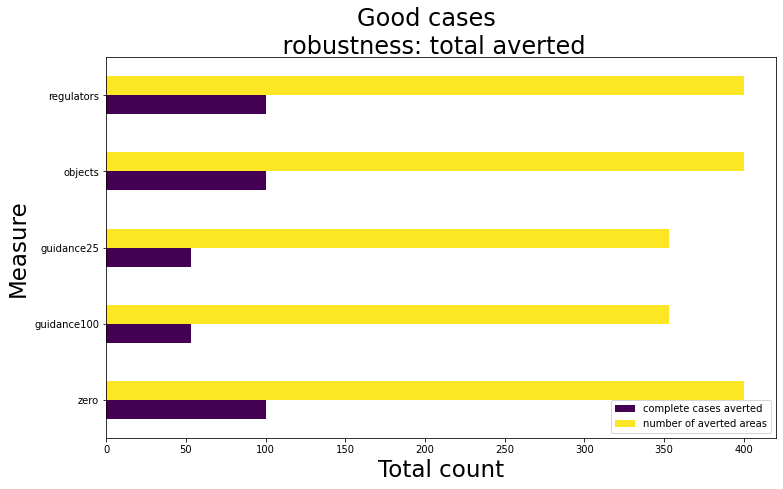 Good cases
robustness: total averted
Measure
regulators
objects
guidance25
guidance100
zero
complete cases averted
number of averted areas
0 50 100 150 200 250 300 350 400
Total count